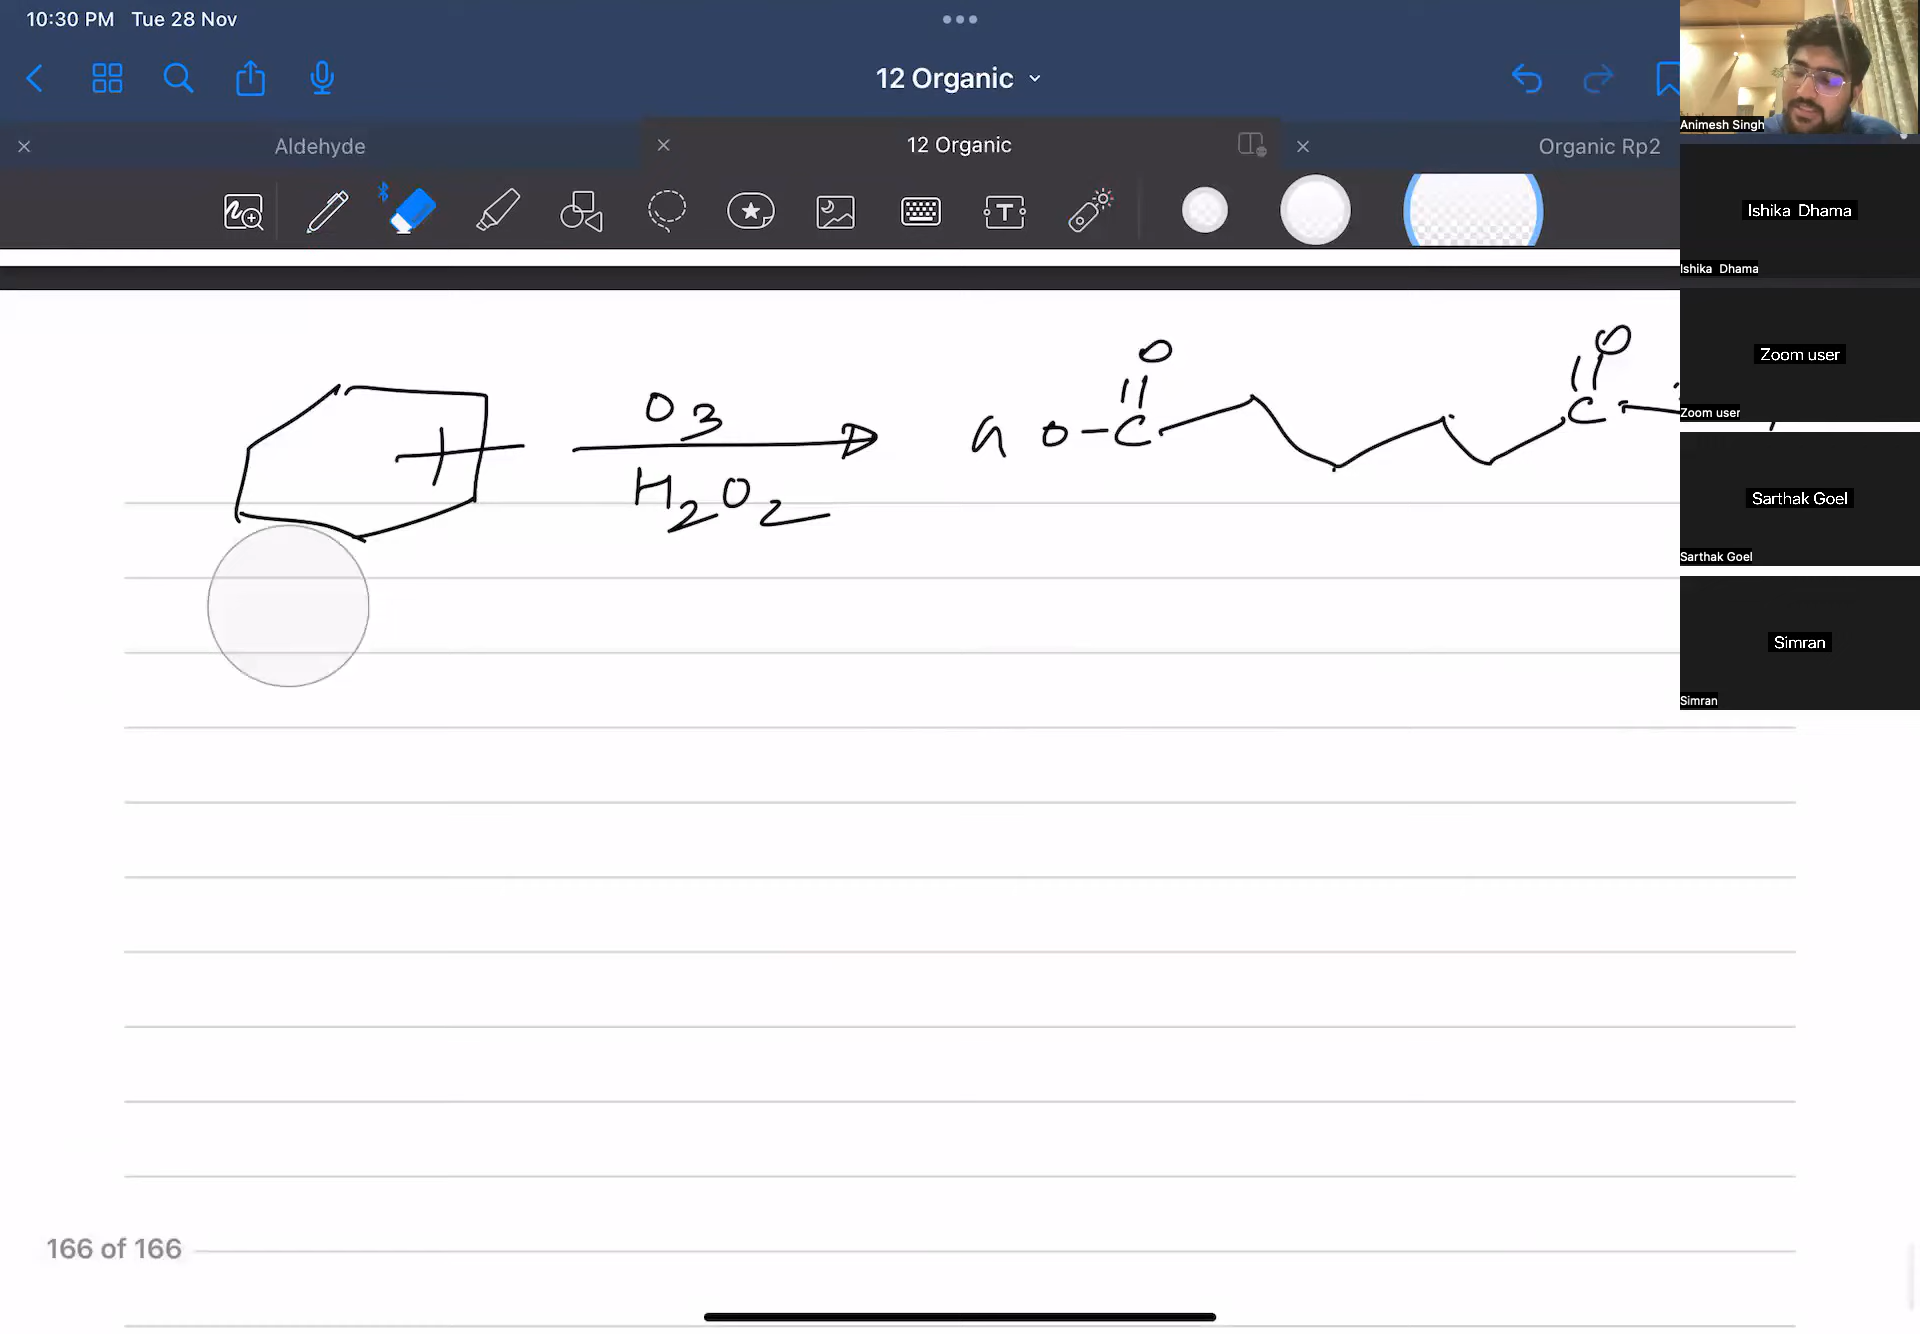 10:30 PM Tue 28 Nov
12 Organic
Aldehyde
12 Organic
Organic Rp2
T
Animesh Singh
Ishika Dhama
Ishika Dhama
Zoom user
Zoom user
Sarthak Goel
Sarthak Goel
Simran
Simran
O3
H2O2
O
O
O-C
C
166 of 166